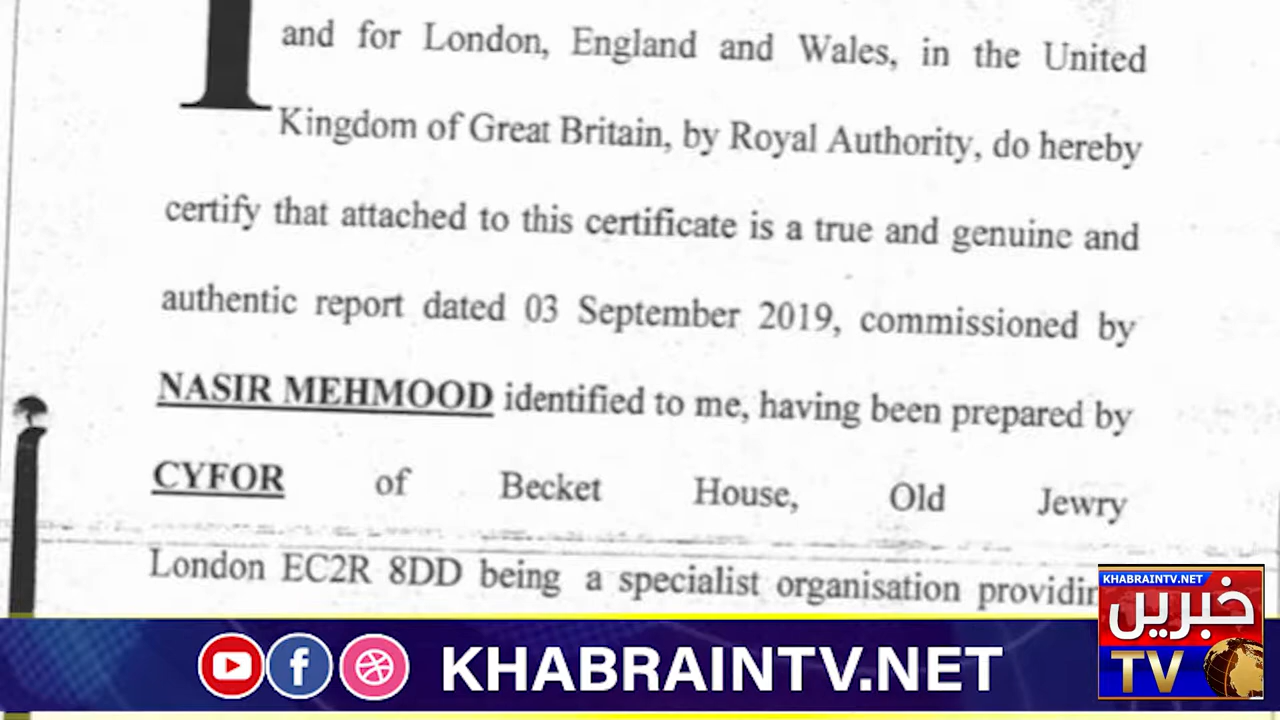 I
and for London, England and Wales, in the United
Kingdom of Great Britain, by Royal Authority, do hereby
certify that attached to this certificate is a true and genuine and
authentic report dated 03 September 2019, commissioned by
NASIR MEHMOOD identified to me, having been prepared by
CYFOR of Becket House, Old Jewry
London EC2R 8DD being a specialist organisation
KHABRAINTV.NET
KHABRAINTV.NET
خبریں
TV